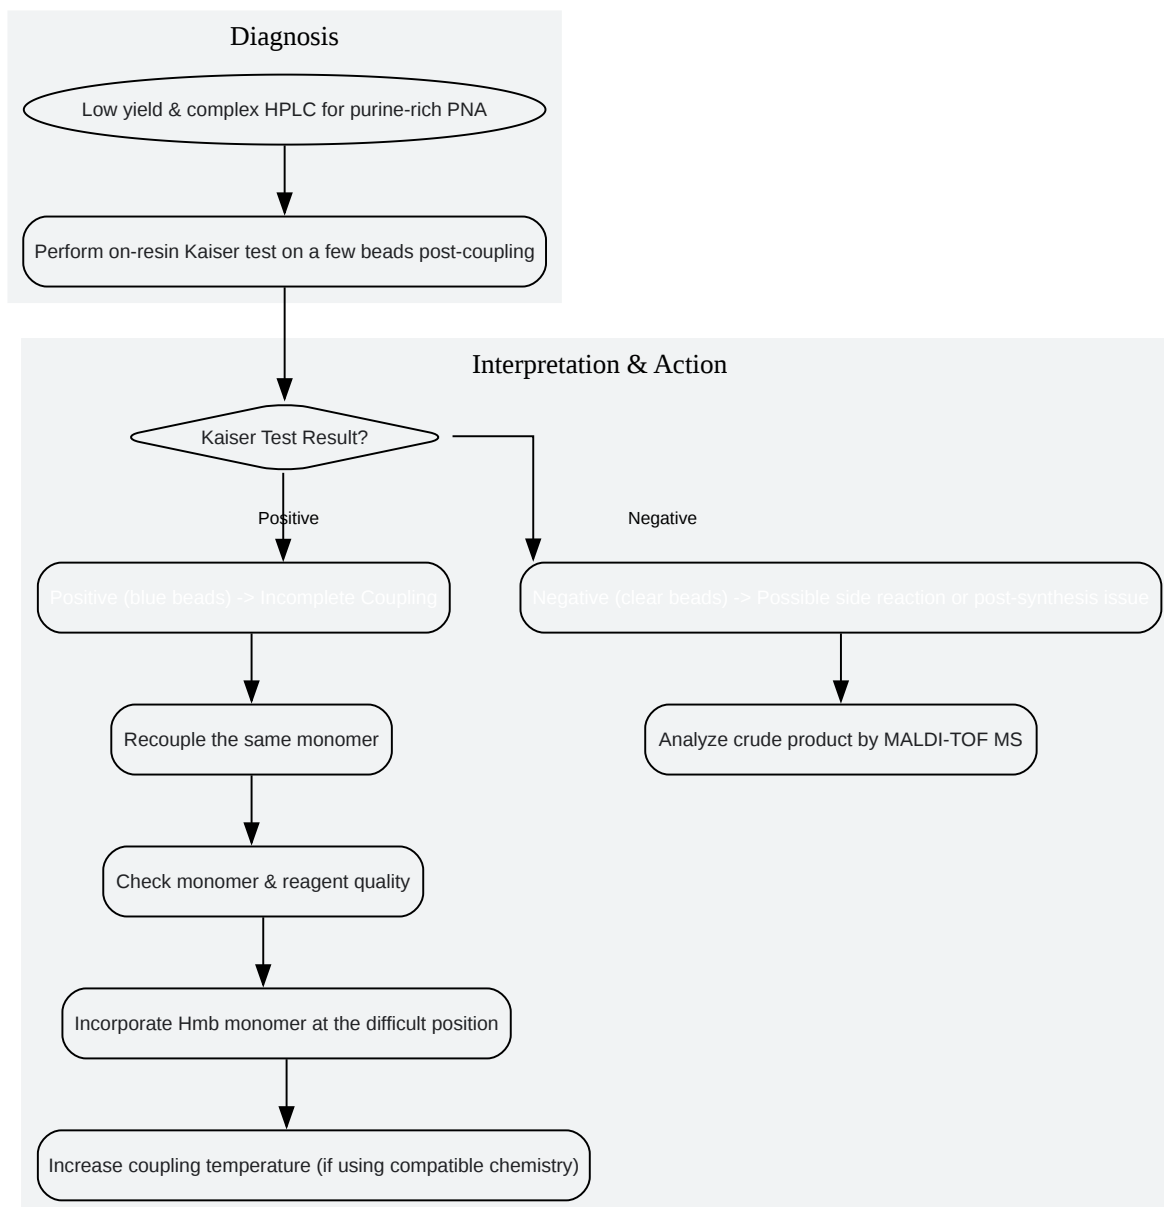 Diagnosis
Low yield & complex HPLC for purine-rich PNA
Perform on-resin Kaiser test on a few beads post-coupling
Interpretation & Action
Kaiser Test Result?
Positive
Negative
Positive (blue beads) -> Incomplete Coupling
Negative (clear beads) -> Possible side reaction or post-synthesis issue
Recouple the same monomer
Analyze crude product by MALDI-TOF MS
Check monomer & reagent quality
Incorporate Hmb monomer at the difficult position
Increase coupling temperature (if using compatible chemistry)